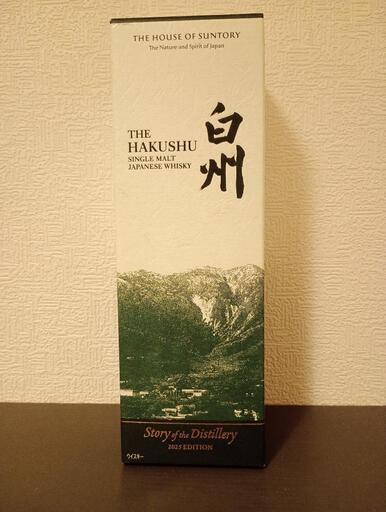 THE HOUSE OF SUNTORY
The Nature and Spirit of Japan
白州
THE
HAKUSHU
SINGLE MALT
JAPANESE WHISKY
Story of the Distillery
2025 EDITION
ウイスキー